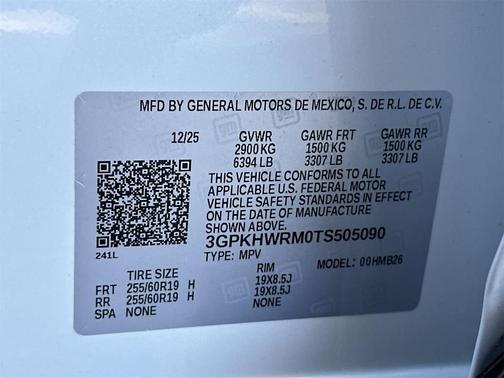 MFD BY GENERAL MOTORS DE MEXICO, S. DE R.L. DE C.V.
12/25 GVWR GAWR FRT GAWR RR
2900 KG 1500 KG 1500 KG
6394 LB 3307 LB 3307 LB
THIS VEHICLE CONFORMS TO ALL
APPLICABLE U.S. FEDERAL MOTOR
VEHICLE SAFETY STANDARDS IN EFFECT
ON THE DATE OF MANUFACTURE
SHOWN ABOVE.
3GPKHWRM0TS505090
241L TYPE: MPV MODEL: 00HMB26
TIRE SIZE RIM
FRT 255/60R19 H 19X8.5J
RR 255/60R19 H 19X8.5J
SPA NONE NONE